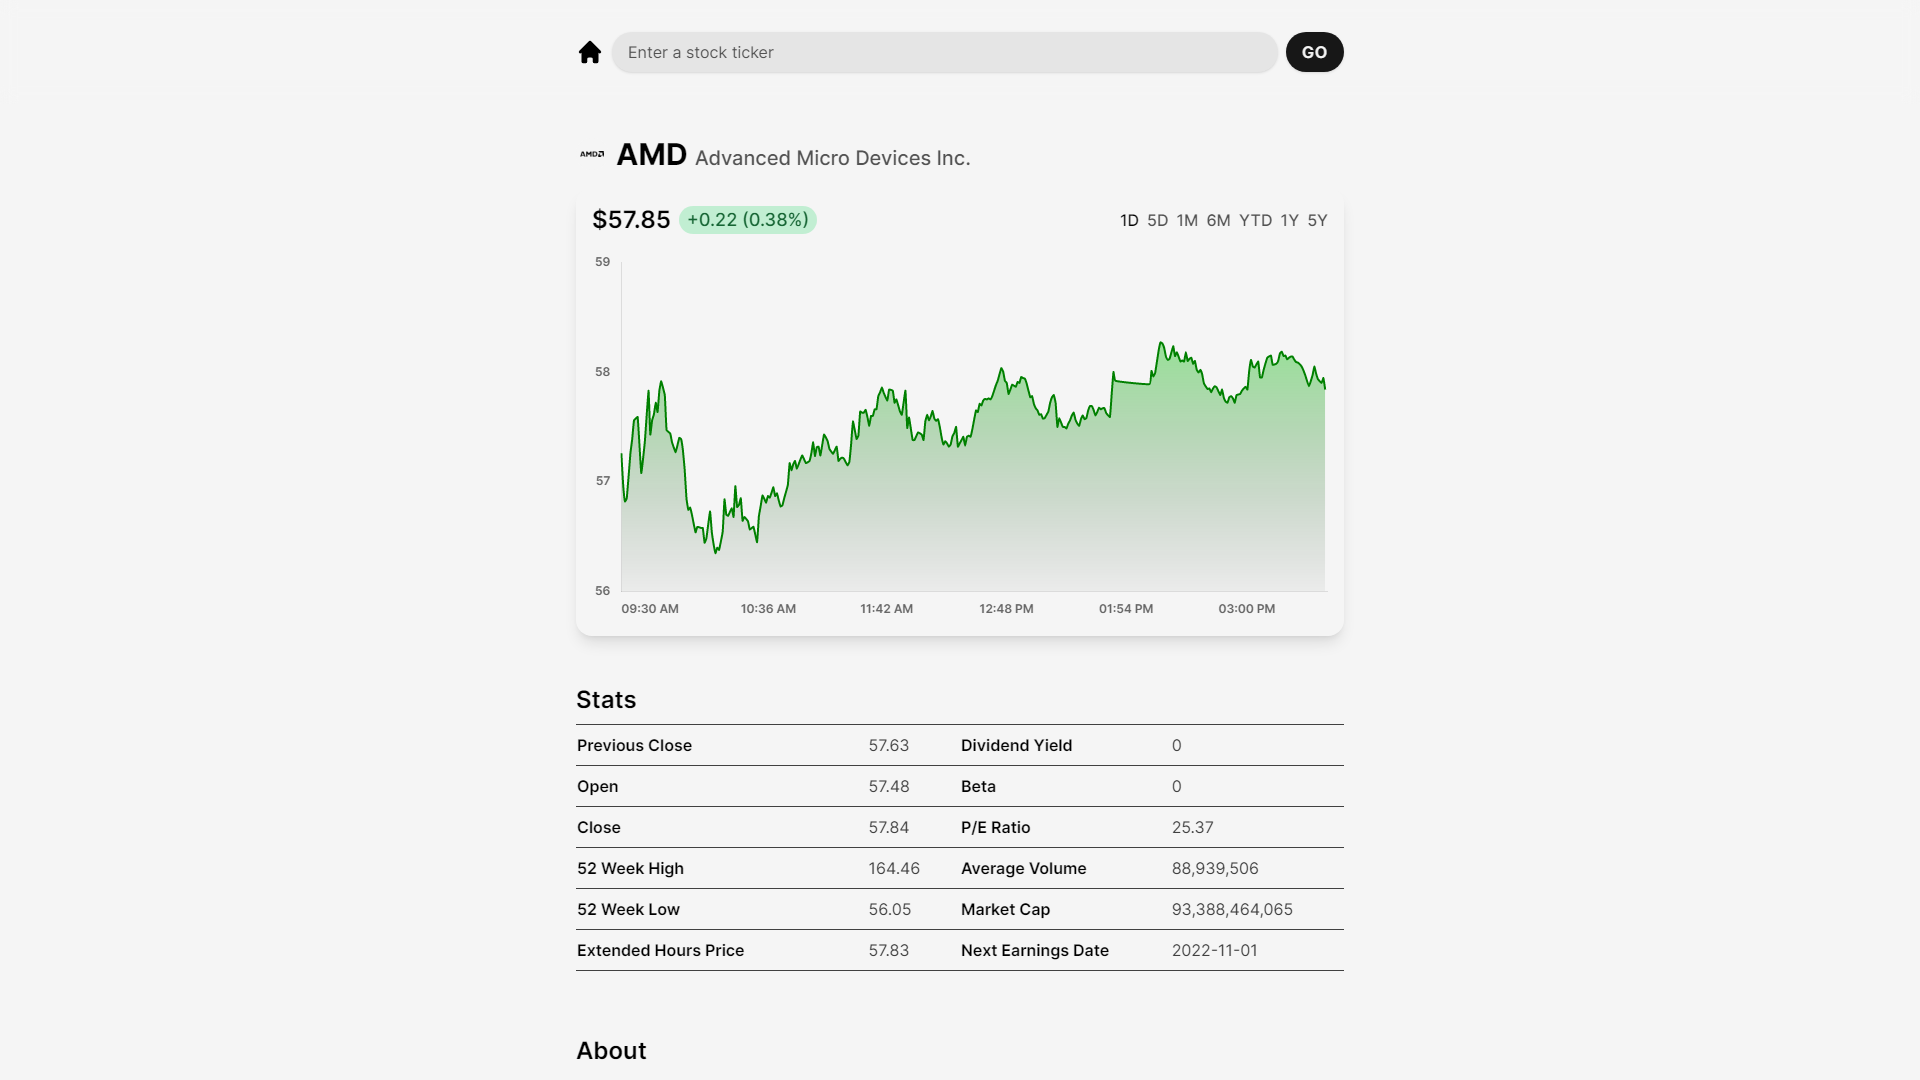 Enter a stock ticker
GO
AMD AMD Advanced Micro Devices Inc.
$57.85 +0.22 (0.38%) 1D 5D 1M 6M YTD 1Y 5Y
59
58
57
56
09:30 AM 10:36 AM 11:42 AM 12:48 PM 01:54 PM 03:00 PM
Stats
Previous Close 57.63 Dividend Yield 0
Open 57.48 Beta 0
Close 57.84 P/E Ratio 25.37
52 Week High 164.46 Average Volume 88,939,506
52 Week Low 56.05 Market Cap 93,388,464,065
Extended Hours Price 57.83 Next Earnings Date 2022-11-01
About